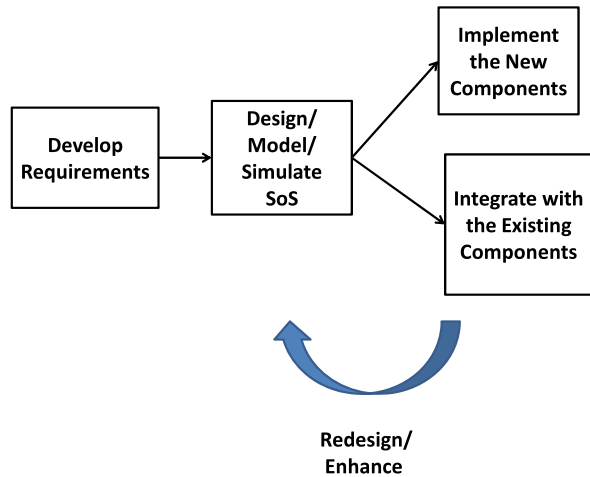 Develop
Requirements
Design/
Model/
Simulate
SoS
Implement
the New
Components
Integrate with
the Existing
Components
Redesign/
Enhance